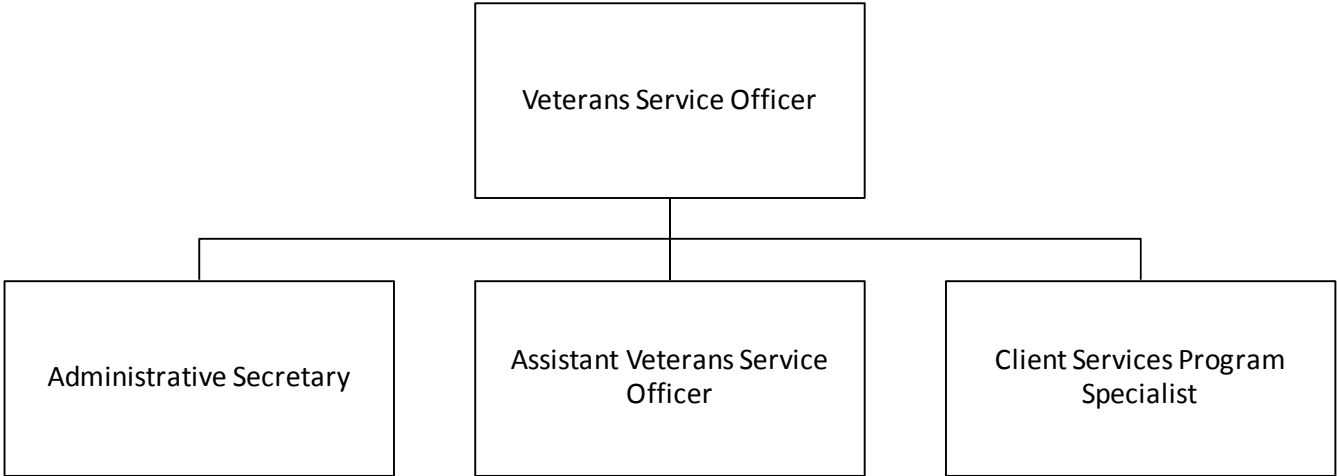 Veterans Service Officer
Administrative Secretary
Assistant Veterans Service
Officer
Client Services Program
Specialist